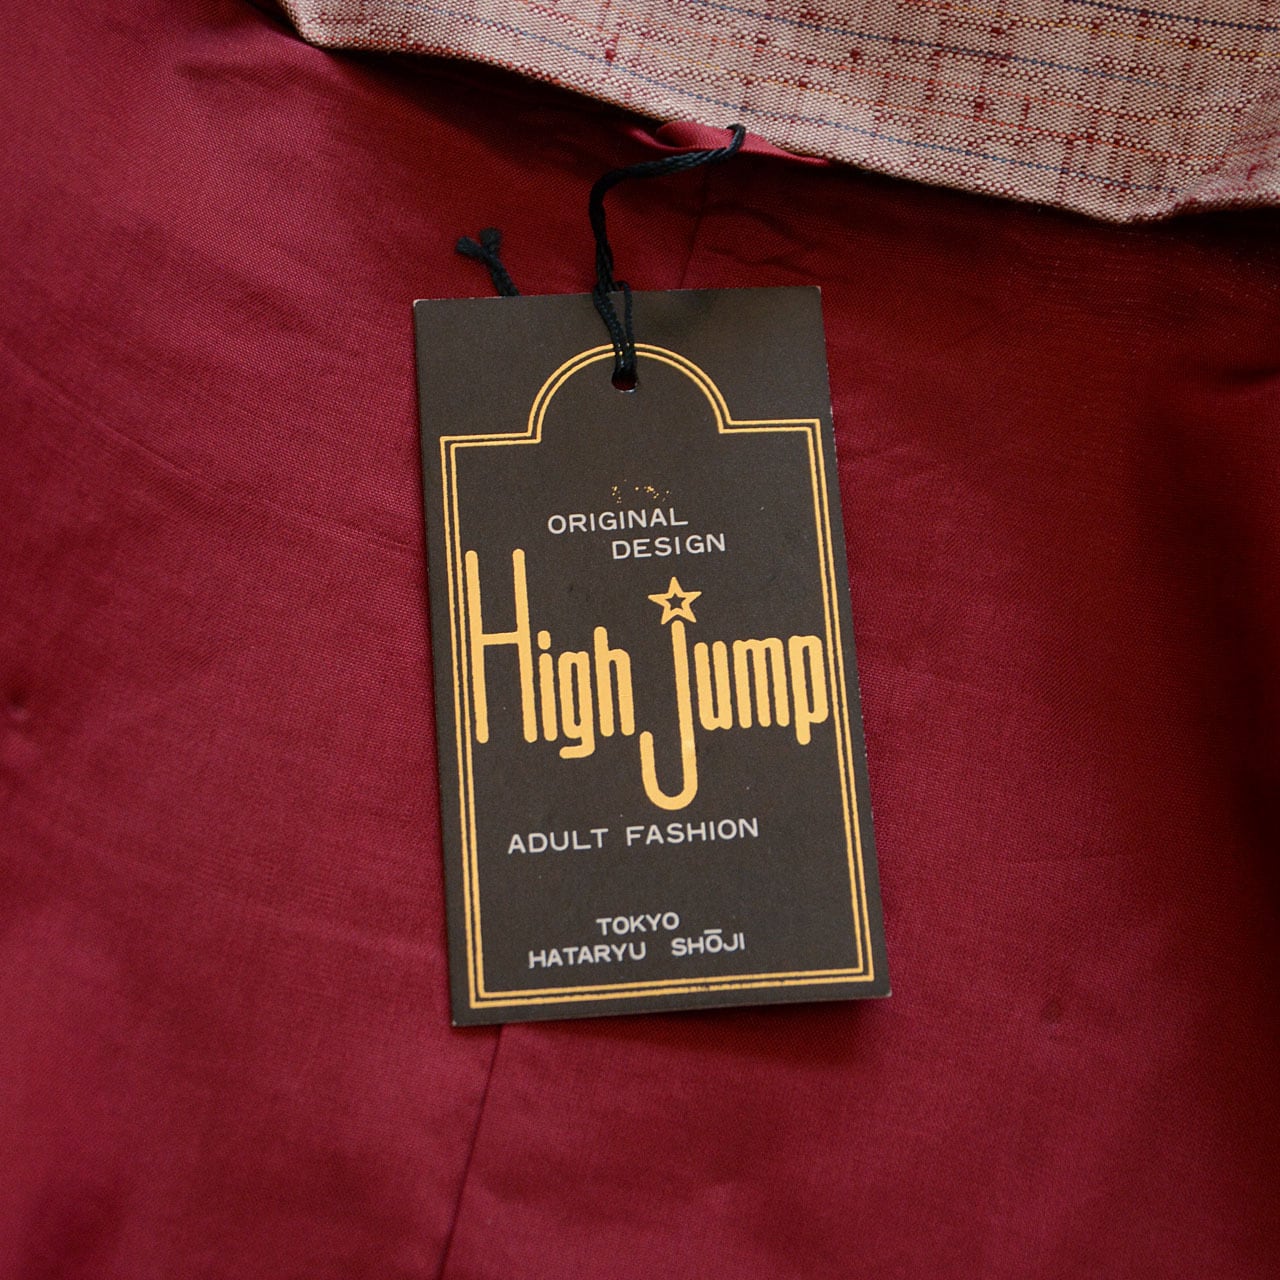 ORIGINAL
DESIGN
High Jump
ADULT FASHION
TOKYO
HATARYU SHŌJI